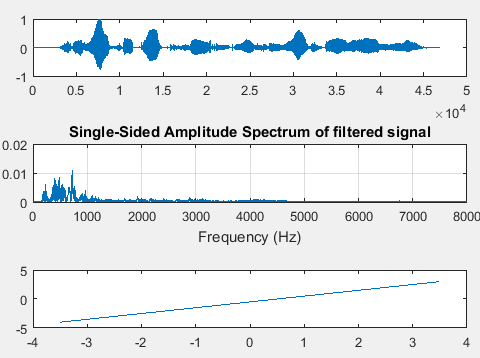 1
0
-1
0 0.5 1 1.5 2 2.5 3 3.5 4 4.5 5
×10^4
Single-Sided Amplitude Spectrum of filtered signal
0.02
0.01
0
0 1000 2000 3000 4000 5000 6000 7000 8000
Frequency (Hz)
5
0
-5
-4 -3 -2 -1 0 1 2 3 4